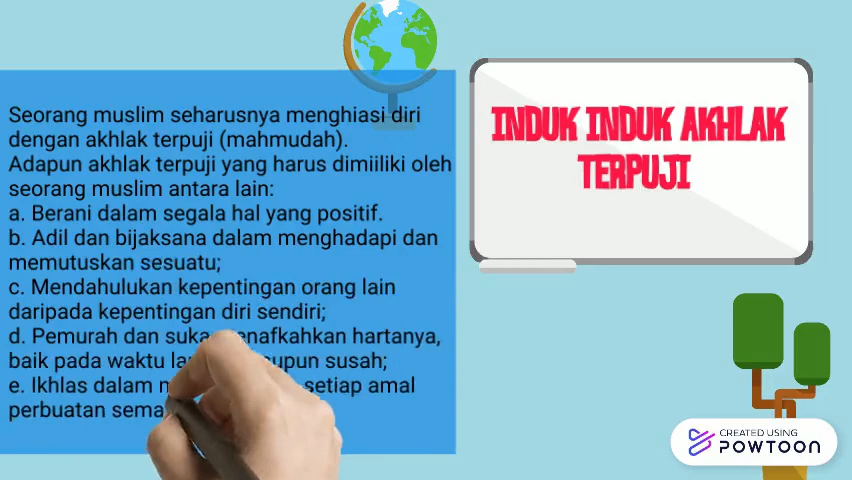 Seorang muslim seharusnya menghiasi diri
dengan akhlak terpuji (mahmudah).
Adapun akhlak terpuji yang harus dimiiliki oleh
seorang muslim antara lain:
a. Berani dalam segala hal yang positif.
b. Adil dan bijaksana dalam menghadapi dan
memutuskan sesuatu;
c. Mendahulukan kepentingan orang lain
daripada kepentingan diri sendiri;
d. Pemurah dan suka hartanya,
baik pada waktu susah;
e. Ikhlas dalam setiap amal
perbuatan
INDUK INDUK AKHLAK
TERPUJI
CREATED USING
POWTOON